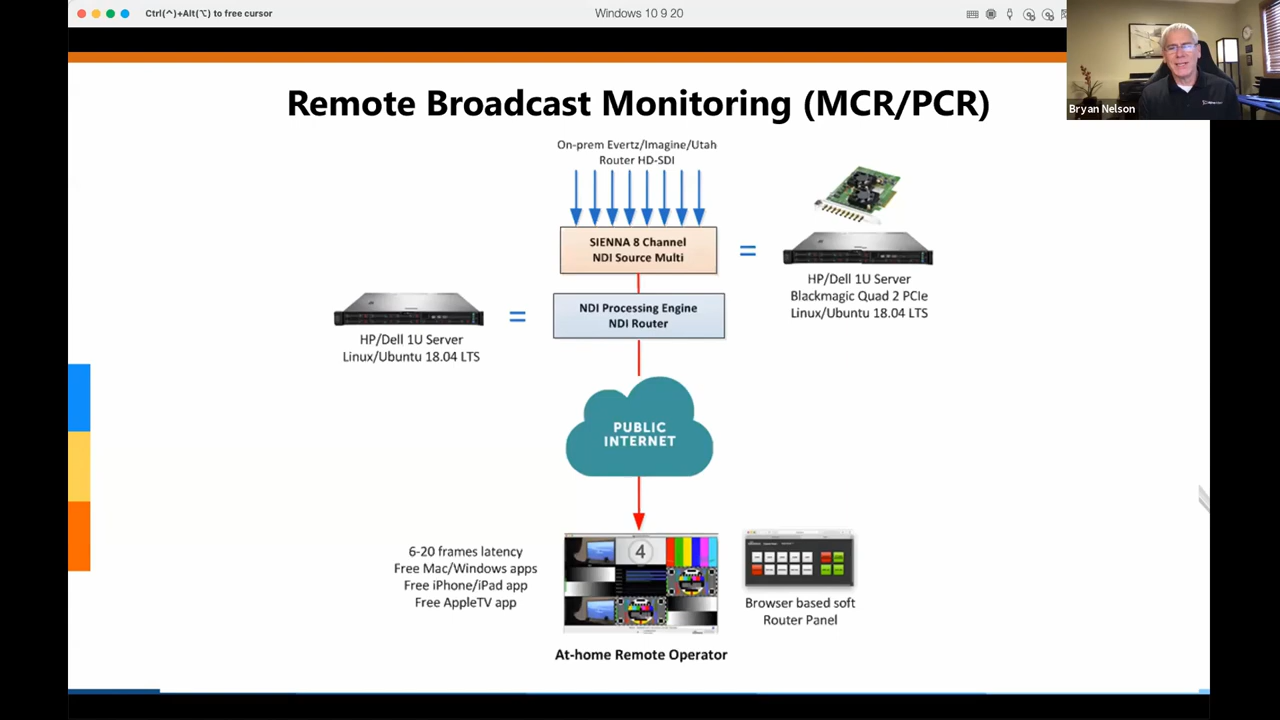 Ctrl(^)+Alt(⌥) to free cursor
Windows 10 9 20
Bryan Nelson
Remote Broadcast Monitoring (MCR/PCR)
On-prem Evertz/Imagine/Utah
Router HD-SDI
SIENNA 8 Channel
NDI Source Multi
=
HP/Dell 1U Server
Blackmagic Quad 2 PCIe
Linux/Ubuntu 18.04 LTS
NDI Processing Engine
NDI Router
=
HP/Dell 1U Server
Linux/Ubuntu 18.04 LTS
PUBLIC
INTERNET
6-20 frames latency
Free Mac/Windows apps
Free iPhone/iPad app
Free AppleTV app
4
Browser based soft
Router Panel
At-home Remote Operator